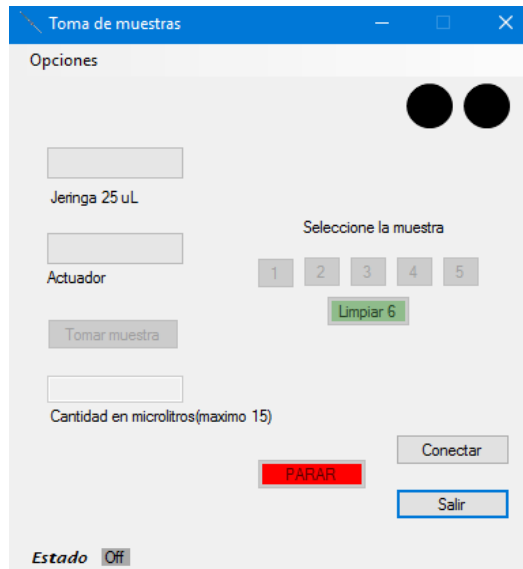 Toma de muestras
Opciones
Jeringa 25 uL
Seleccione la muestra
Actuador
1 2 3 4 5
Limpiar 6
Tomar muestra
Cantidad en microlitros(maximo 15)
Conectar
PARAR
Salir
Estado Off